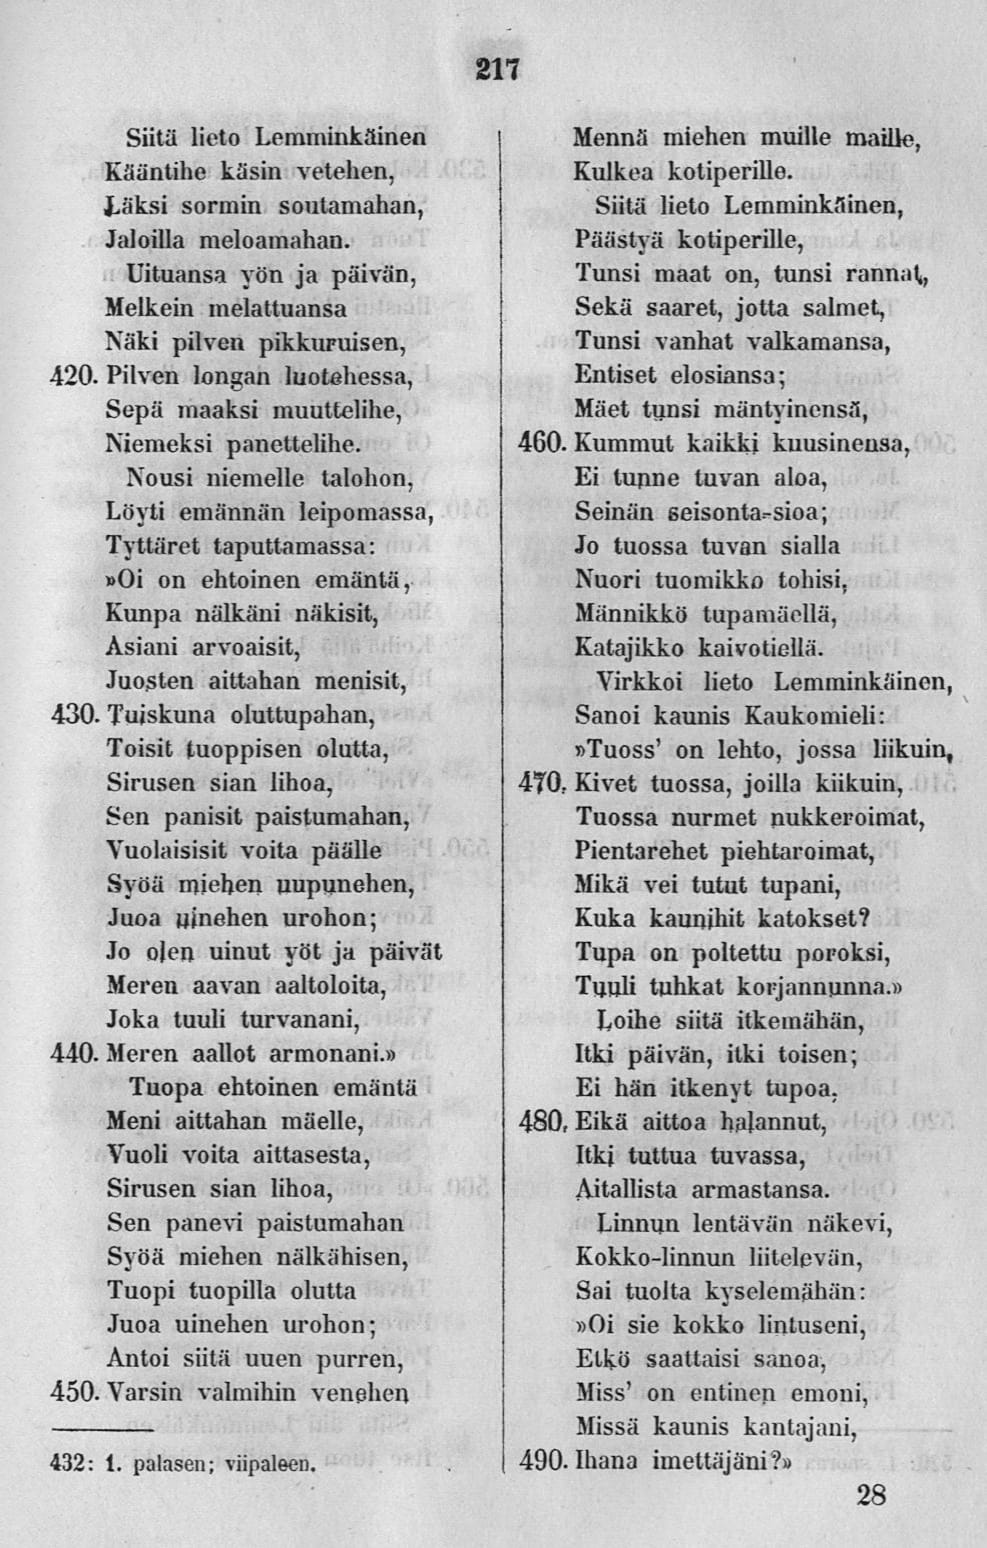 217
Siitä lieto Lemminkäinen
Kääntihe käsin vetehen,
Läksi sormin soutamahan,
Jaloilla meloamahan.
Uituansa yön ja päivän,
Melkein melattuansa
Näki pilven pikkuruisen,
420. Pilven longan luotehessa,
Sepä maaksi muuttelihe,
Niemeksi panettelihe.
Nousi niemelle talohon,
Löyti emännän leipomassa,
Tyttäret taputtamassa:
»Oi on ehtoinen emäntä,
Kunpa nälkäni näkisit,
Asiani arvoaisit,
Juosten aittahan menisit,
430. Tuiskuna oluttupahan,
Toisit tuoppisen olutta,
Sirusen sian lihoa,
Sen panisit paistumahan,
Vuolaisisit voita päälle
Syöä miehen uupunehen,
Juoa uinehen urohon;
Jo olen uinut yöt ja päivät
Meren aavan aaltoloita,
Joka tuuli turvanani,
440. Meren aallot armonani.»
Tuopa ehtoinen emäntä
Meni aittahan mäelle,
Vuoli voita aittasesta,
Sirusen sian lihoa,
Sen panevi paistumahan
Syöä miehen nälkähisen,
Tuopi tuopilla olutta
Juoa uinehen urohon;
Antoi siitä uuen purren,
450. Varsin valmihin venehen
432: 1. palasen; viipaleen.
Mennä miehen muille maille,
Kulkea kotiperille.
Siitä lieto Lemminkäinen,
Päästyä kotiperille,
Tunsi maat on, tunsi rannat,
Sekä saaret, jotta salmet,
Tunsi vanhat valkamansa,
Entiset elosiansa;
Mäet tunsi mäntyinensä,
460. Kummut kaikki kuusinensa,
Ei tunne tuvan aloa,
Seinän seisonta-sioa;
Jo tuossa tuvan sialla
Nuori tuomikko tohisi,
Männikkö tupamäellä,
Katajikko kaivotiellä.
Virkkoi lieto Lemminkäinen,
Sanoi kaunis Kaukomieli:
»Tuoss' on lehto, jossa liikuin,
470. Kivet tuossa, joilla kiikuin,
Tuossa nurmet nukkeroimat,
Pientarehet piehtaroimat,
Mikä vei tutut tupani,
Kuka kaunihit katokset?
Tupa on poltettu poroksi,
Tuuli tuhkat korjannunna.»
Loihe siitä itkemähän,
Itki päivän, itki toisen;
Ei hän itkenyt tupoa,
480. Eikä aittoa halannut,
Itki tuttua tuvassa,
Aitallista armastansa.
Linnun lentävän näkevi,
Kokko-linnun liitelevän,
Sai tuolta kyselemähän:
»Oi sie kokko lintuseni,
Etkö saattaisi sanoa,
Miss' on entinen emoni,
Missä kaunis kantajani,
490. Ihana imettäjäni?»
28